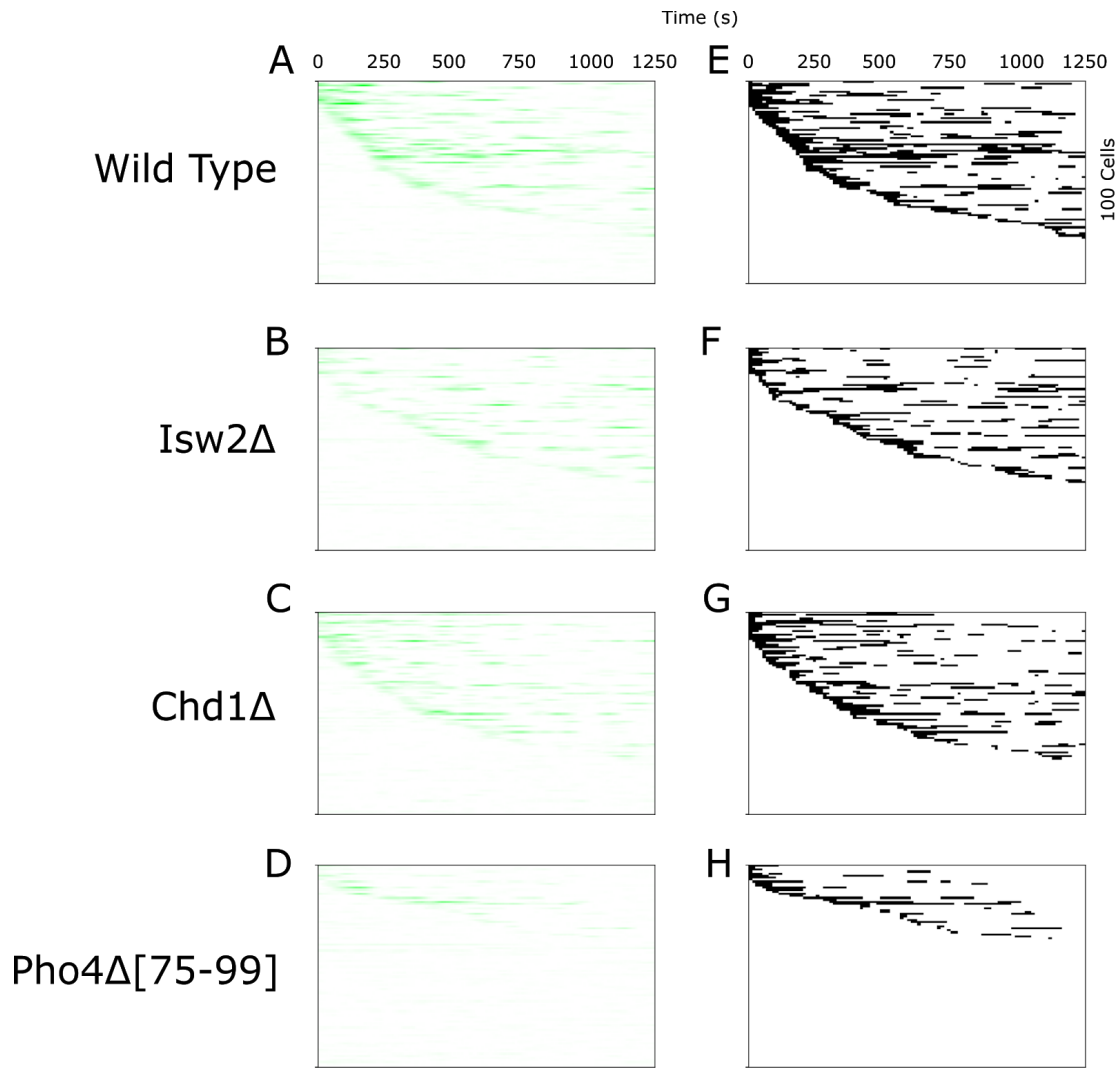 Time (s)
A 0 250 500 750 1000 1250 E 0 250 500 750 1000 1250
Wild Type
100 Cells
B F
Isw2Δ
C G
Chd1Δ
D H
Pho4Δ[75-99]